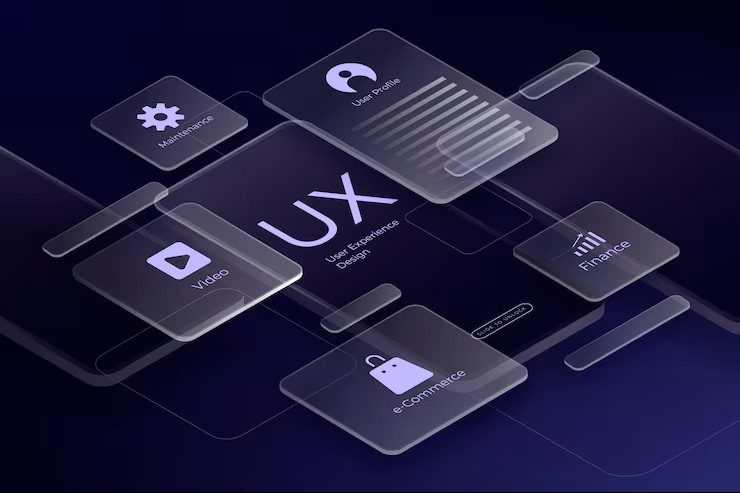 User Profile
Maintenance
UX
User Experience
Design
Finance
Video
SLIDE TO UNLOCK
e-Commerce